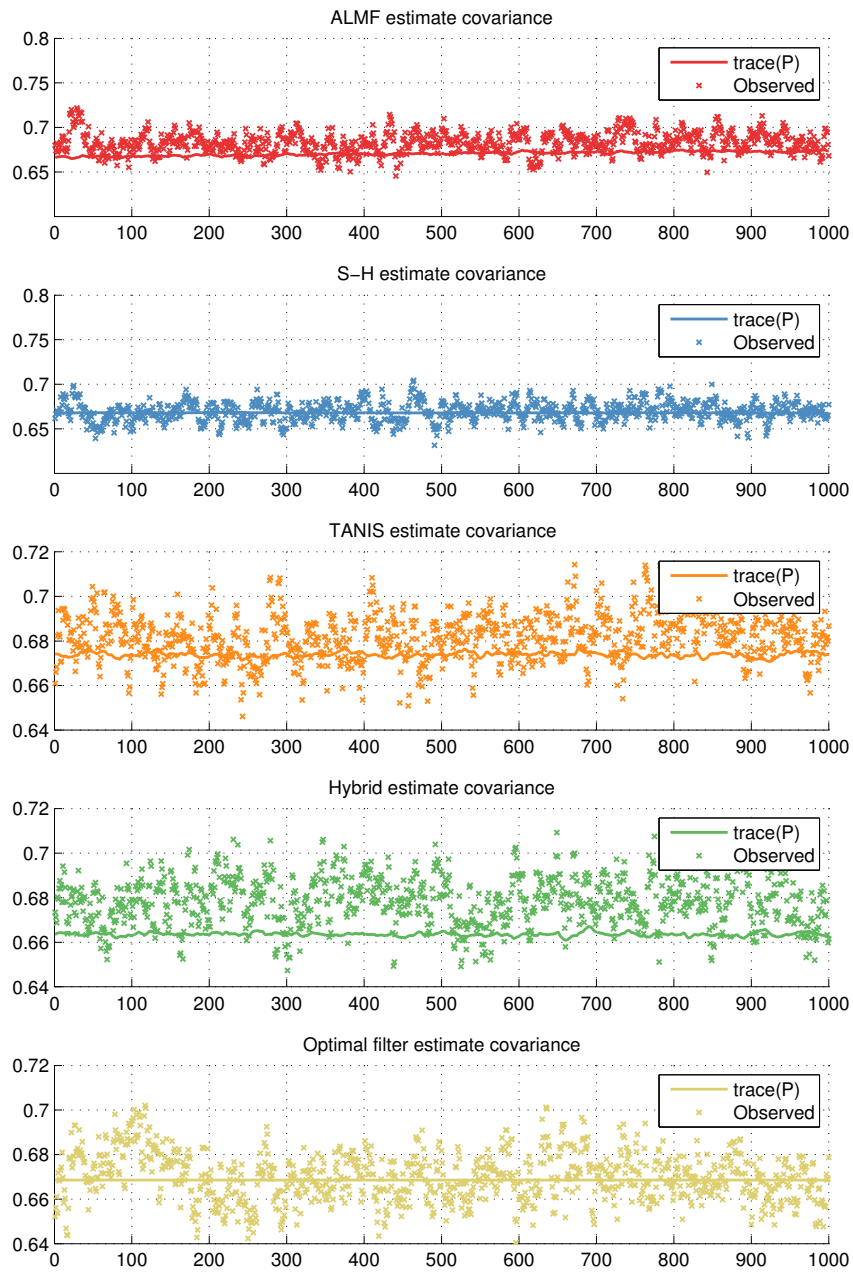 ALMF estimate covariance
0.8
0.75
0.7
0.65
trace(P)
Observed
0 100 200 300 400 500 600 700 800 900 1000
S−H estimate covariance
0.8
0.75
0.7
0.65
trace(P)
Observed
0 100 200 300 400 500 600 700 800 900 1000
TANIS estimate covariance
0.72
0.7
0.68
0.66
0.64
trace(P)
Observed
0 100 200 300 400 500 600 700 800 900 1000
Hybrid estimate covariance
0.72
0.7
0.68
0.66
0.64
trace(P)
Observed
0 100 200 300 400 500 600 700 800 900 1000
Optimal filter estimate covariance
0.72
0.7
0.68
0.66
0.64
trace(P)
Observed
0 100 200 300 400 500 600 700 800 900 1000